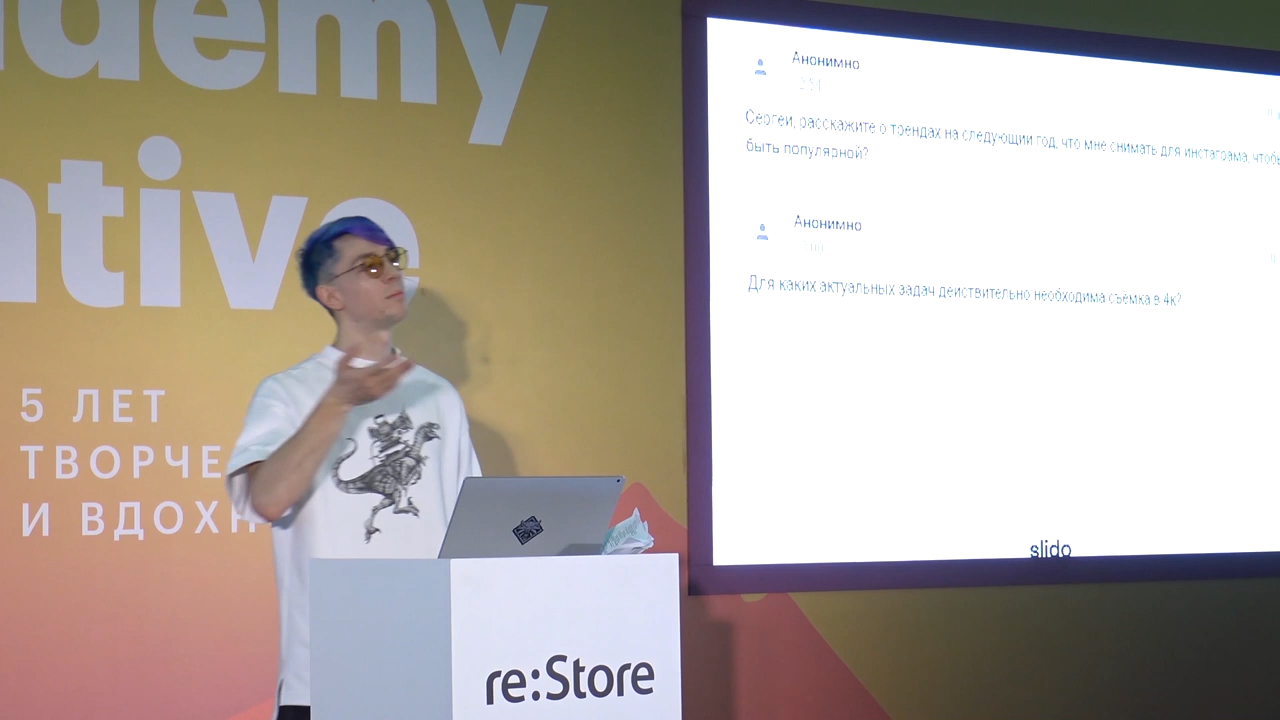 ademy
ative
5 ЛЕТ
ТВОРЧЕ
И ВДОХН
Анонимно
Сергей, расскажите о трендах на следующий год, что мне снимать для инстаграма, чтобы
быть популярной?
Анонимно
Для каких актуальных задач действительно необходима съёмка в 4к?
slido
re:Store